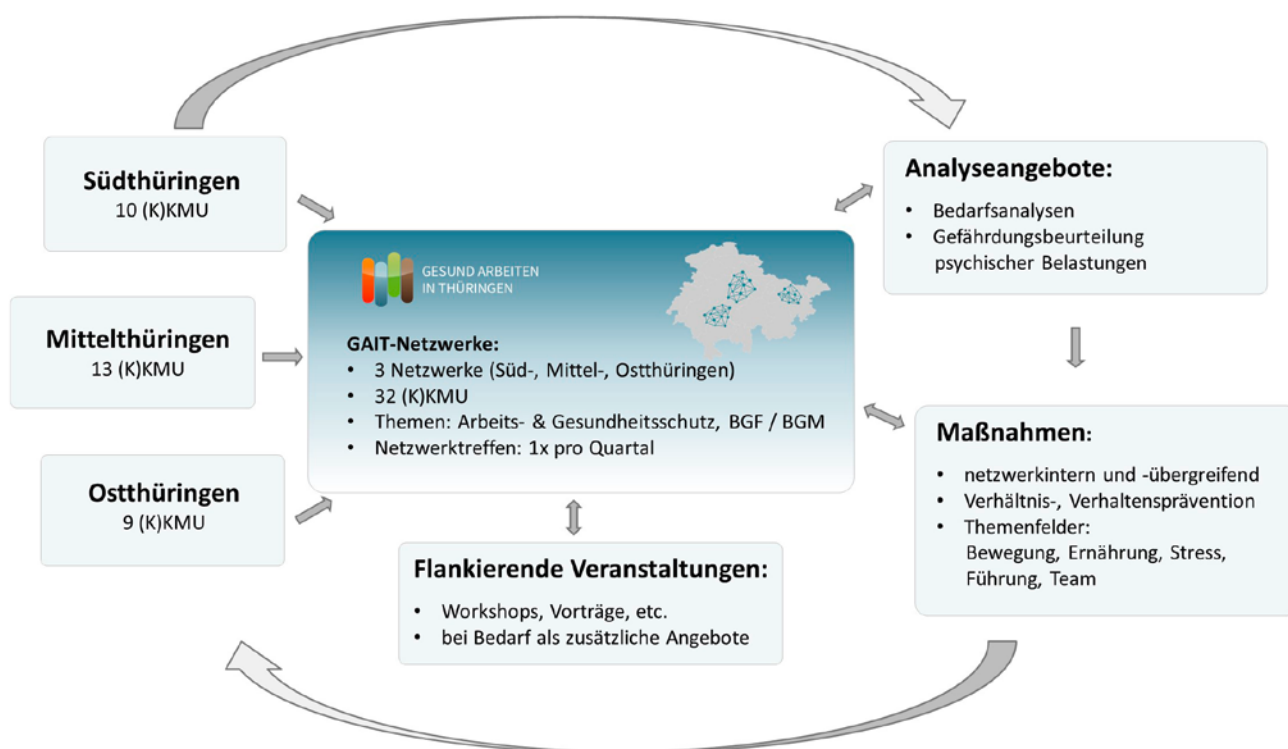 Südthüringen
10 (K)KMU
Mittelthüringen
13 (K)KMU
Ostthüringen
9 (K)KMU
GESUND ARBEITEN
IN THÜRINGEN
GAIT-Netzwerke:
• 3 Netzwerke (Süd-, Mittel-, Ostthüringen)
• 32 (K)KMU
• Themen: Arbeits- & Gesundheitsschutz, BGF / BGM
• Netzwerktreffen: 1x pro Quartal
Flankierende Veranstaltungen:
• Workshops, Vorträge, etc.
• bei Bedarf als zusätzliche Angebote
Analyseangebote:
• Bedarfsanalysen
• Gefährdungsbeurteilung
psychischer Belastungen
Maßnahmen:
• netzwerkintern und -übergreifend
• Verhältnis-, Verhaltensprävention
• Themenfelder:
Bewegung, Ernährung, Stress,
Führung, Team